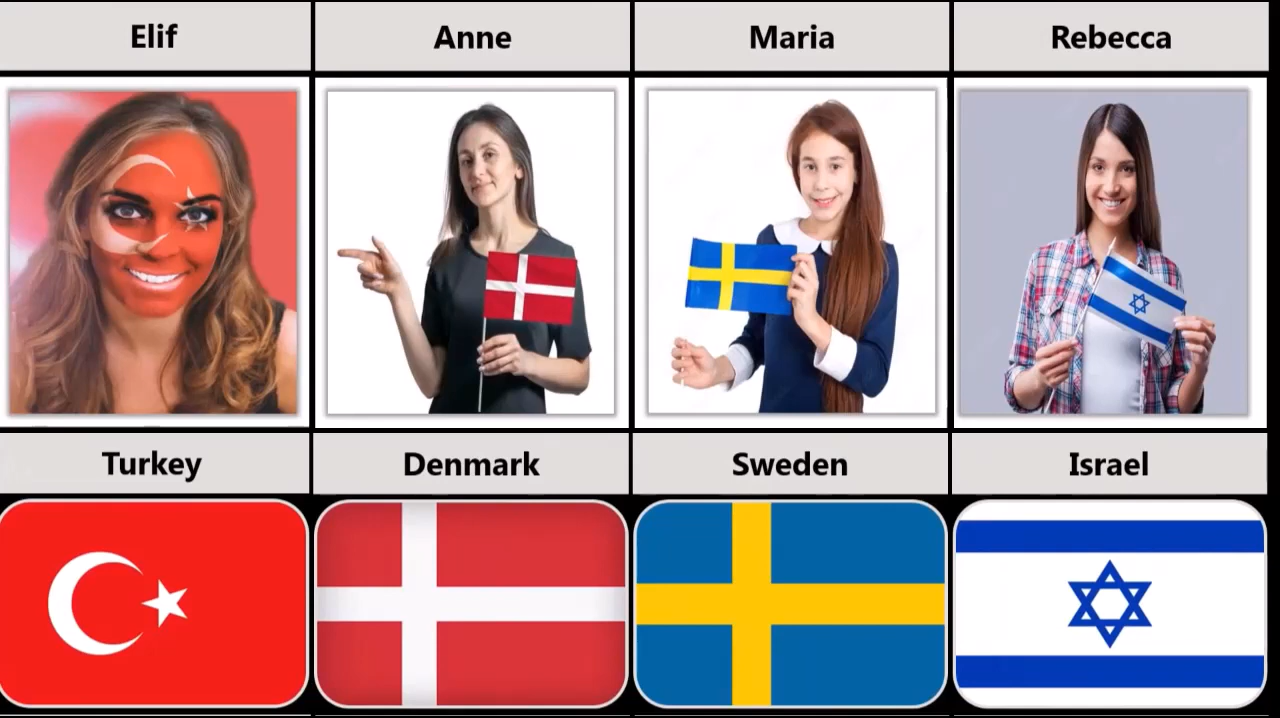 Elif
Anne
Maria
Rebecca
Turkey
Denmark
Sweden
Israel